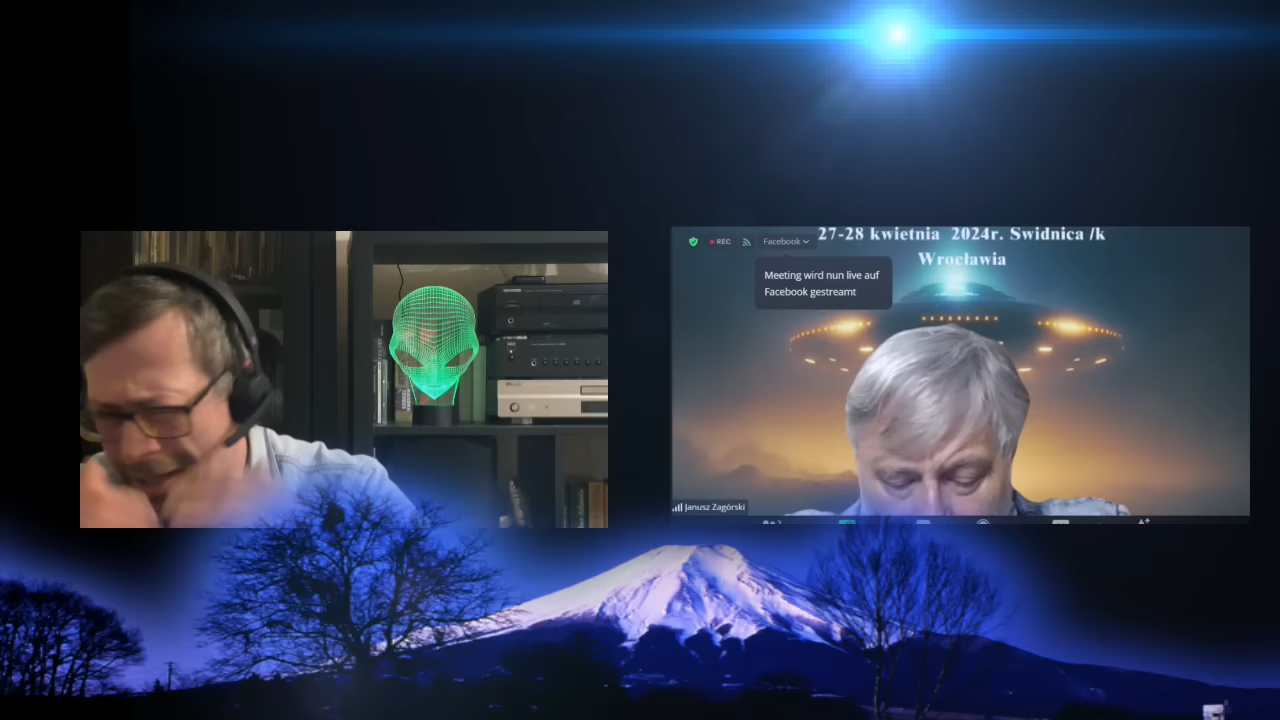 27-28 kwietnia 2024r. Swidnica /k
Wrocławia
REC
Facebook
Meeting wird nun live auf
Facebook gestreamt
Janusz Zagórski